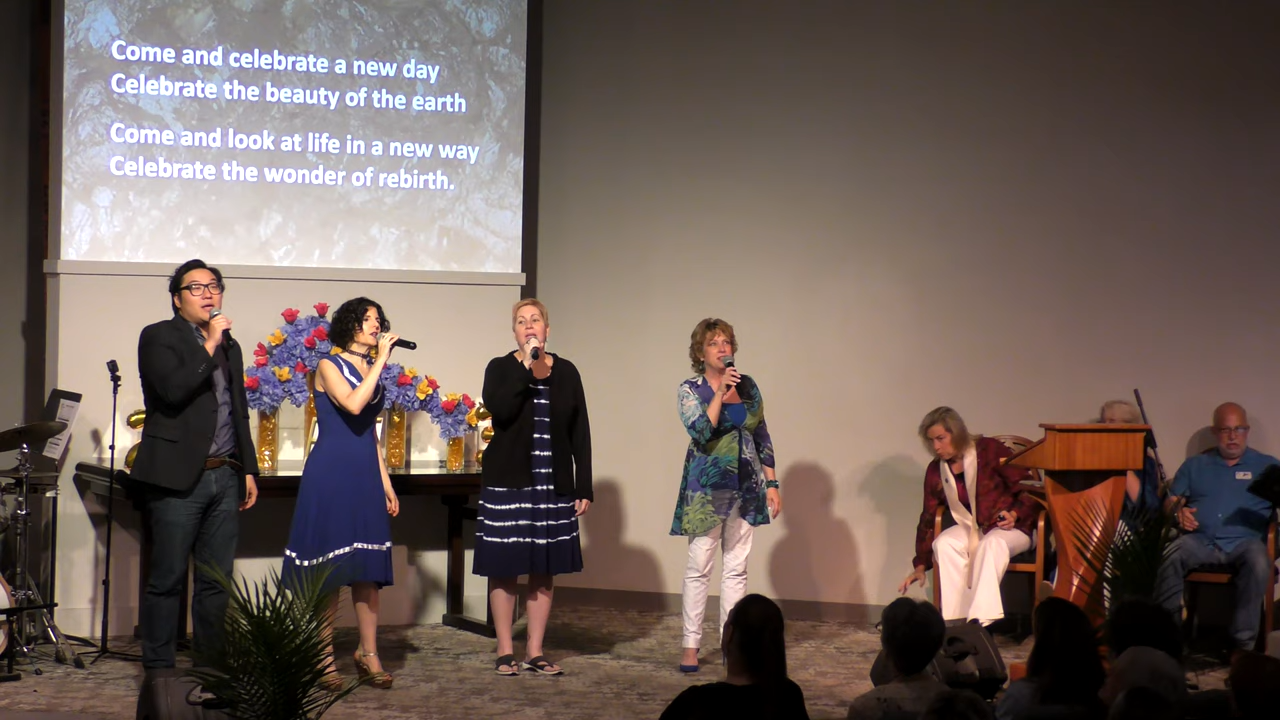 Come and celebrate a new day
Celebrate the beauty of the earth
Come and look at life in a new way
Celebrate the wonder of rebirth.